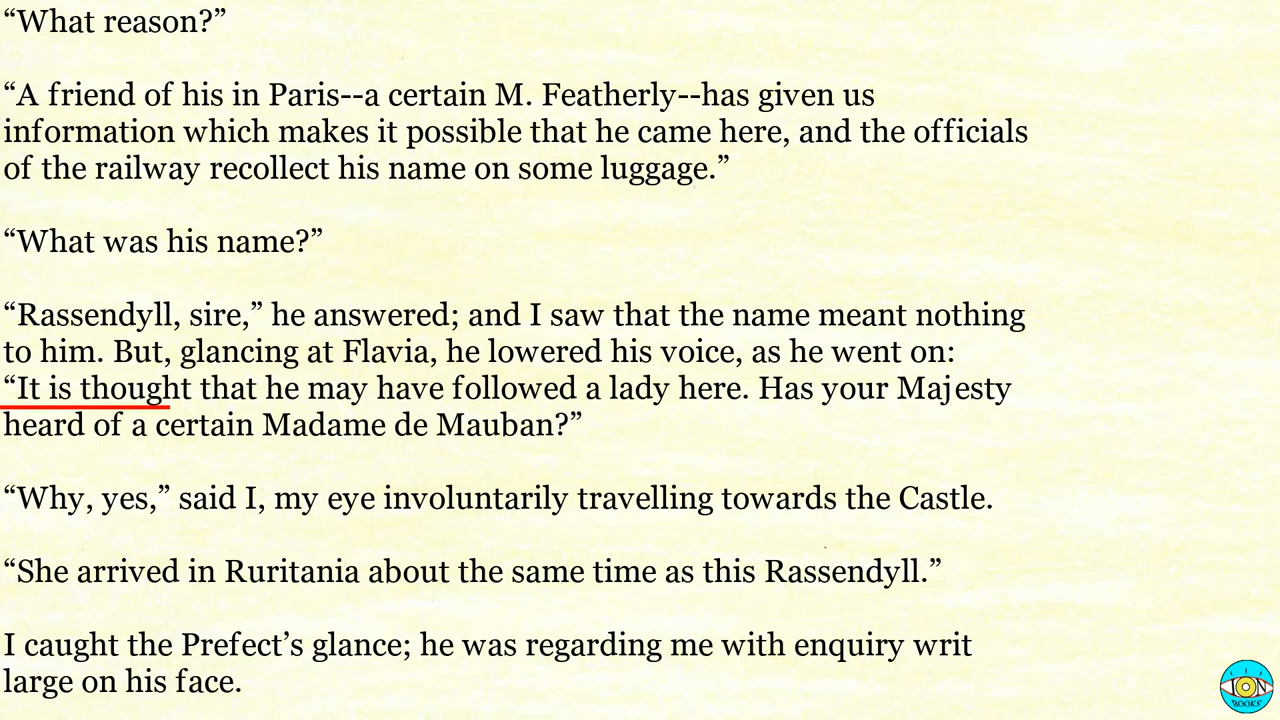 “What reason?”
“A friend of his in Paris--a certain M. Featherly--has given us
information which makes it possible that he came here, and the officials
of the railway recollect his name on some luggage.”
“What was his name?”
“Rassendyll, sire,” he answered; and I saw that the name meant nothing
to him. But, glancing at Flavia, he lowered his voice, as he went on:
“It is thought that he may have followed a lady here. Has your Majesty
heard of a certain Madame de Mauban?”
“Why, yes,” said I, my eye involuntarily travelling towards the Castle.
“She arrived in Ruritania about the same time as this Rassendyll.”
I caught the Prefect’s glance; he was regarding me with enquiry writ
large on his face.
ION
BOOKS